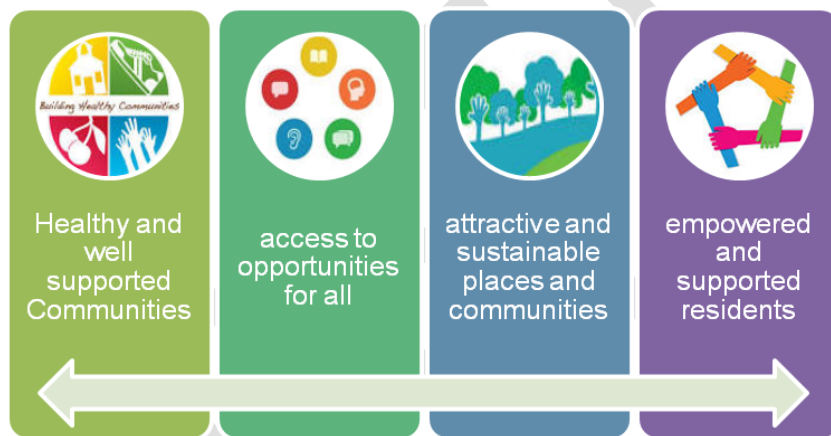 Building Healthy Communities
Healthy and
well
supported
Communities
access to
opportunities
for all
attractive and
sustainable
places and
communities
empowered
and
supported
residents